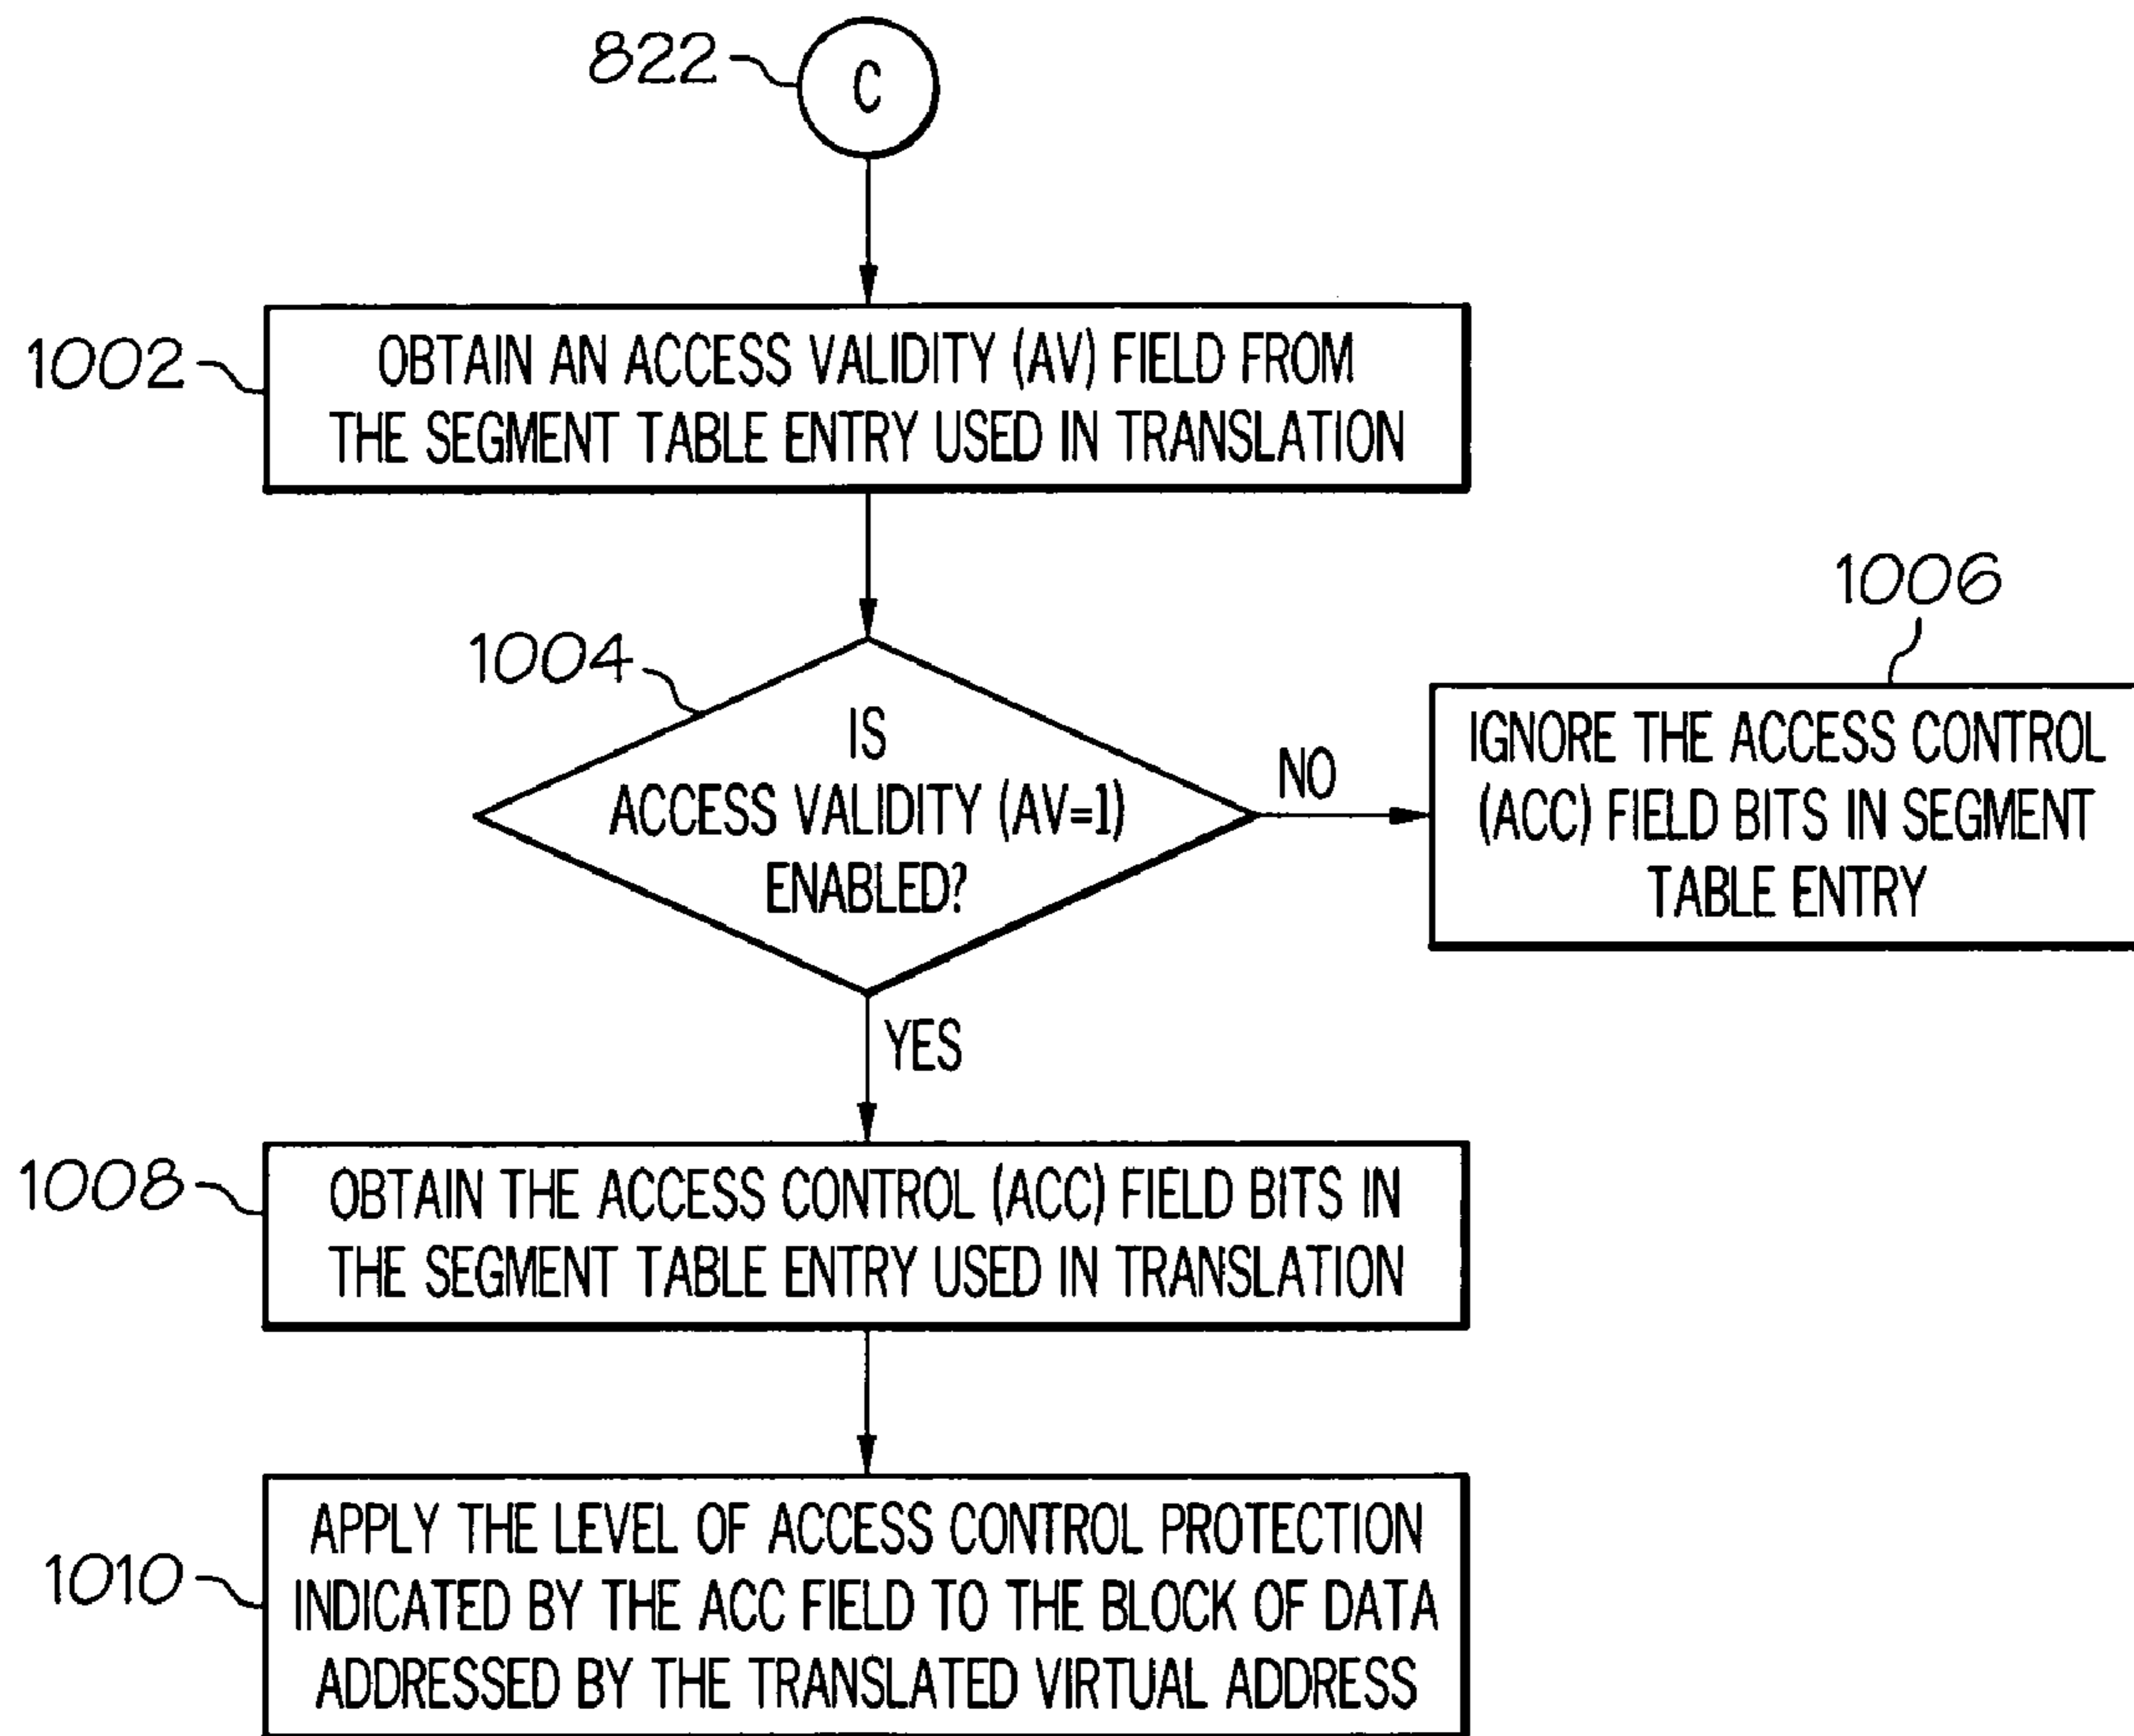 822
C
1002
OBTAIN AN ACCESS VALIDITY (AV) FIELD FROM
THE SEGMENT TABLE ENTRY USED IN TRANSLATION
1004
IS
ACCESS VALIDITY (AV=1)
ENABLED?
NO
1006
IGNORE THE ACCESS CONTROL
(ACC) FIELD BITS IN SEGMENT
TABLE ENTRY
YES
1008
OBTAIN THE ACCESS CONTROL (ACC) FIELD BITS IN
THE SEGMENT TABLE ENTRY USED IN TRANSLATION
1010
APPLY THE LEVEL OF ACCESS CONTROL PROTECTION
INDICATED BY THE ACC FIELD TO THE BLOCK OF DATA
ADDRESSED BY THE TRANSLATED VIRTUAL ADDRESS